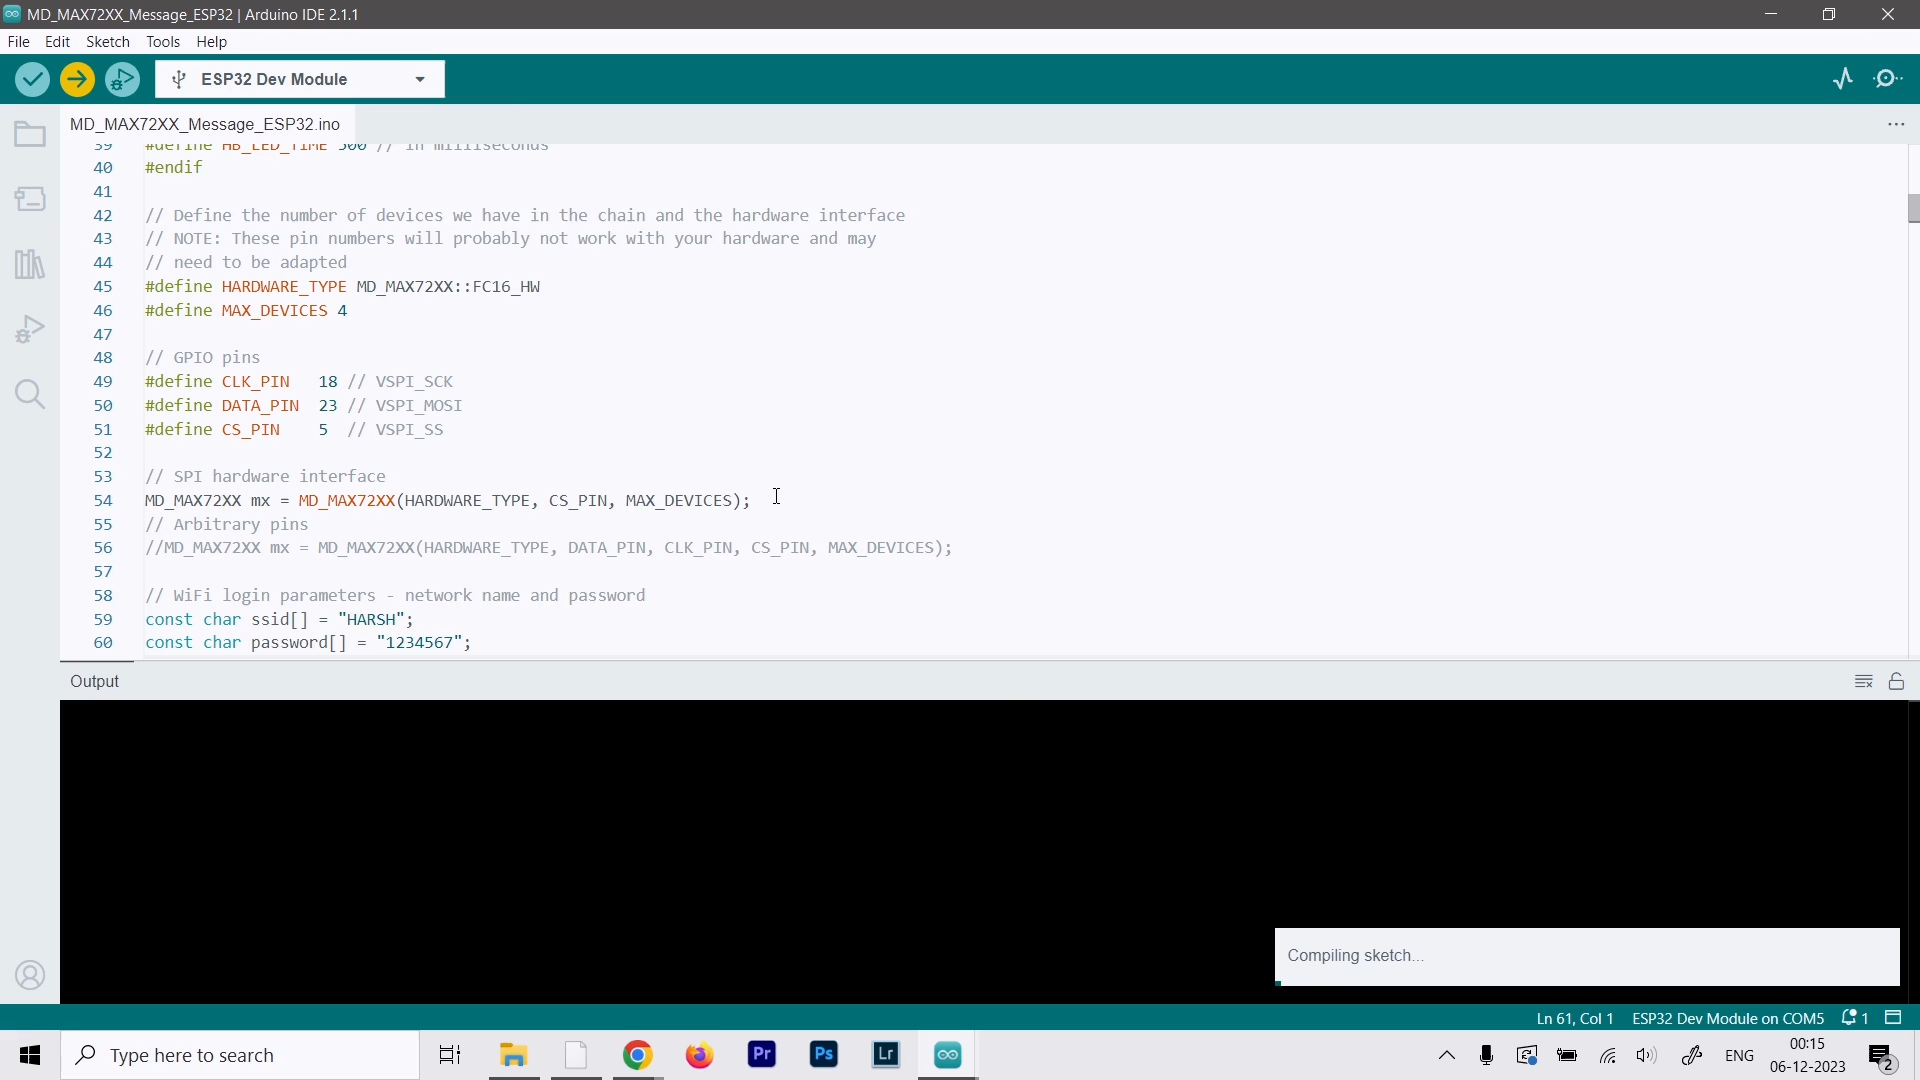 MD_MAX72XX_Message_ESP32 | Arduino IDE 2.1.1
File Edit Sketch Tools Help
ESP32 Dev Module
MD_MAX72XX_Message_ESP32.ino
39 #define HB_LED_TIME 500 // in milliseconds
40 #endif
41
42 // Define the number of devices we have in the chain and the hardware interface
43 // NOTE: These pin numbers will probably not work with your hardware and may
44 // need to be adapted
45 #define HARDWARE_TYPE MD_MAX72XX::FC16_HW
46 #define MAX_DEVICES 4
47
48 // GPIO pins
49 #define CLK_PIN   18 // VSPI_SCK
50 #define DATA_PIN  23 // VSPI_MOSI
51 #define CS_PIN    5  // VSPI_SS
52
53 // SPI hardware interface
54 MD_MAX72XX mx = MD_MAX72XX(HARDWARE_TYPE, CS_PIN, MAX_DEVICES);
55 // Arbitrary pins
56 //MD_MAX72XX mx = MD_MAX72XX(HARDWARE_TYPE, DATA_PIN, CLK_PIN, CS_PIN, MAX_DEVICES);
57
58 // WiFi login parameters - network name and password
59 const char ssid[] = "HARSH";
60 const char password[] = "1234567";
Output
Compiling sketch...
Ln 61, Col 1 ESP32 Dev Module on COM5 1
Type here to search
Pr Ps Lr
ENG
00:15
06-12-2023
2